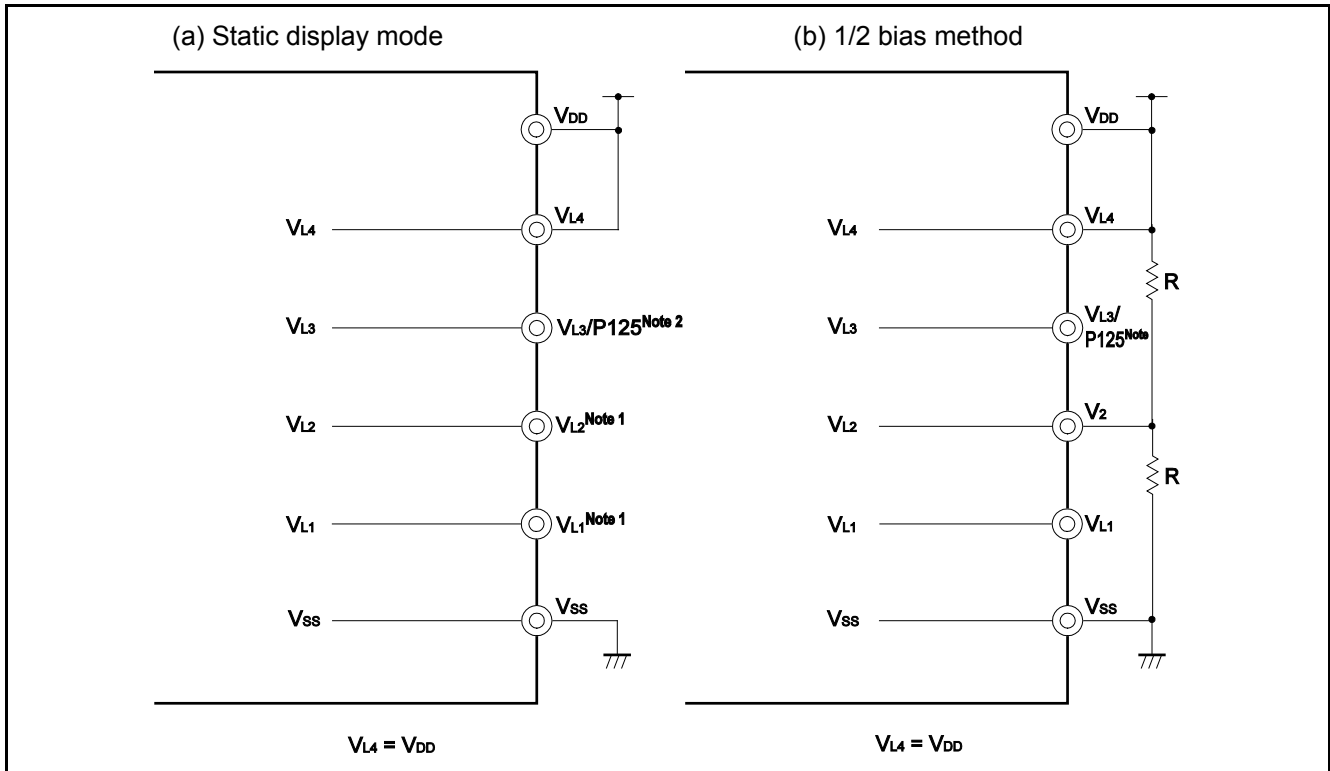 (a) Static display mode
VDD
VL4
VL4
VL3
VL3/P125Note 2
VL2
VL2Note 1
VL1
VL1Note 1
VSS
VSS
VL4 = VDD
(b) 1/2 bias method
VDD
VL4
VL4
R
VL3
VL3/
P125Note
VL2
V2
R
VL1
VL1
VSS
VSS
VL4 = VDD